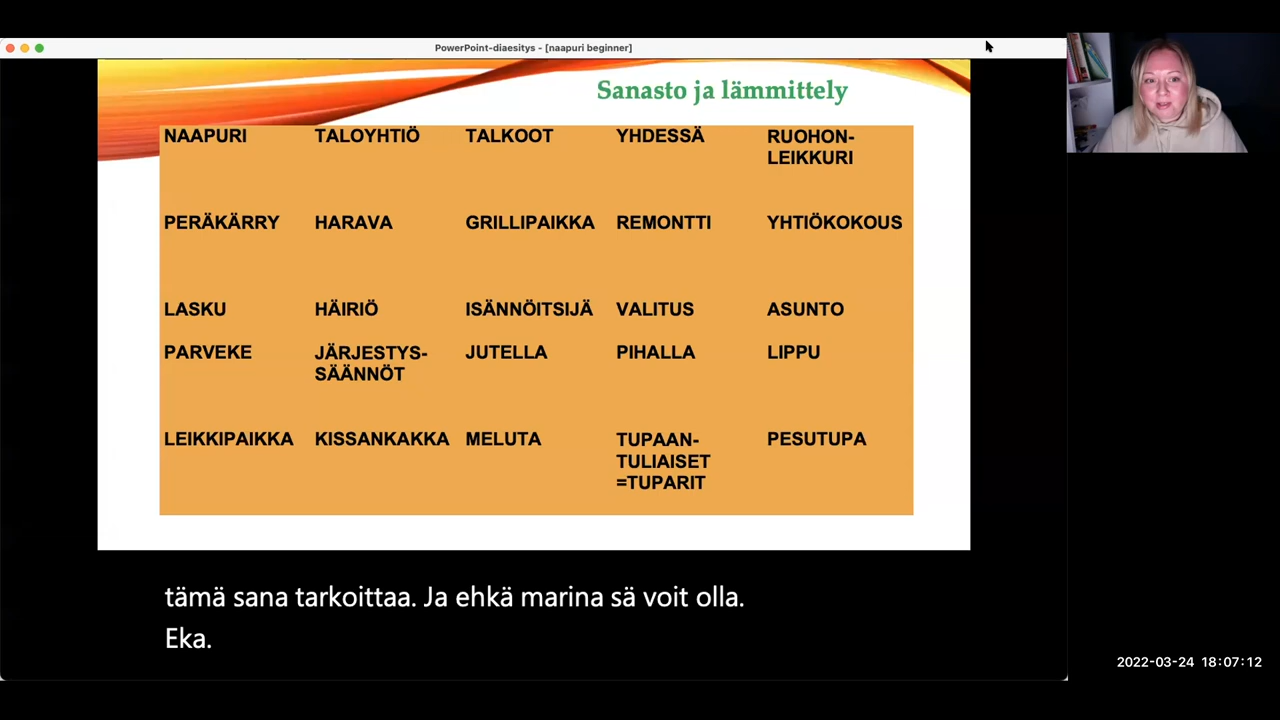 PowerPoint-diaesitys - [naapuri beginner]
Sanasto ja lämmittely
NAAPURI TALOYHTIÖ TALKOOT YHDESSÄ RUOHON-
LEIKKURI
PERÄKÄRRY HARAVA GRILLIPAIKKA REMONTTI YHTIÖKOKOUS
LASKU HÄIRIÖ ISÄNNÖITSIJÄ VALITUS ASUNTO
PARVEKE JÄRJESTYS- JUTELLA PIHALLA LIPPU
SÄÄNNÖT
LEIKKIPAIKKA KISSANKAKKA MELUTA TUPAAN- PESUTUPA
TULIAISET
=TUPARIT
tämä sana tarkoittaa. Ja ehkä marina sä voit olla.
Eka.
2022-03-24 18:07:12